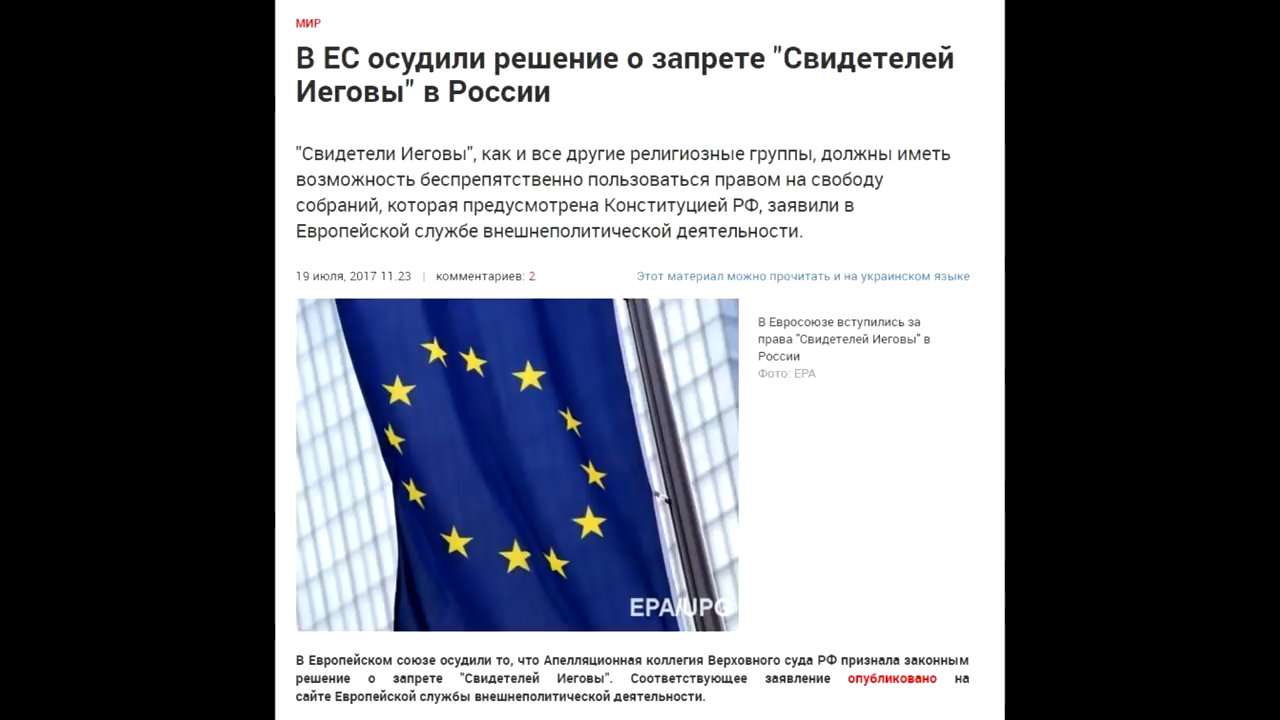 МИР
В ЕС осудили решение о запрете "Свидетелей
Иеговы" в России
"Свидетели Иеговы", как и все другие религиозные группы, должны иметь
возможность беспрепятственно пользоваться правом на свободу
собраний, которая предусмотрена Конституцией РФ, заявили в
Европейской службе внешнеполитической деятельности.
19 июля, 2017 11.23 | комментариев: 2 Этот материал можно прочитать и на украинском языке
В Евросоюзе вступились за
права "Свидетелей Иеговы" в
России
Фото: EPA
EPA/UPG
В Европейском союзе осудили то, что Апелляционная коллегия Верховного суда РФ признала законным
решение о запрете "Свидетелей Иеговы". Соответствующее заявление опубликовано на
сайте Европейской службы внешнеполитической деятельности.